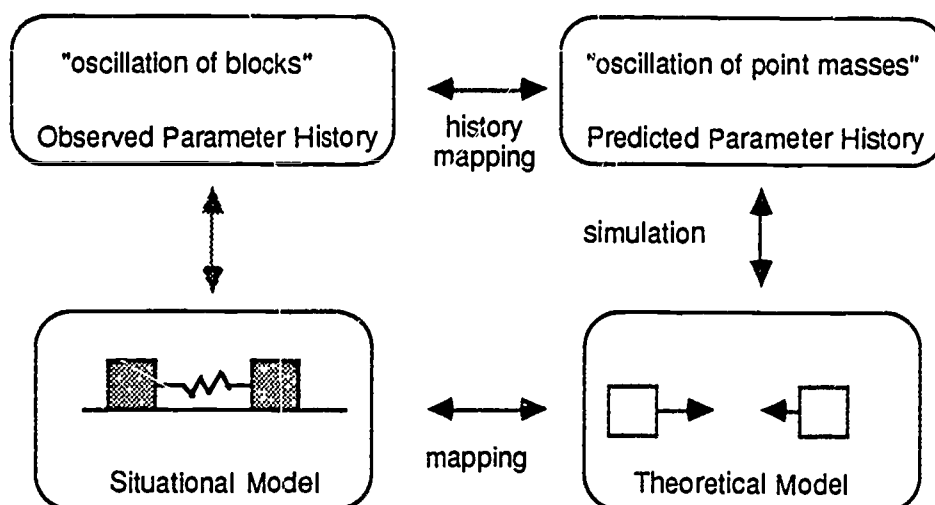 "oscillation of blocks"
Observed Parameter History
history
mapping
"oscillation of point masses"
Predicted Parameter History
simulation
Situational Model
mapping
Theoretical Model